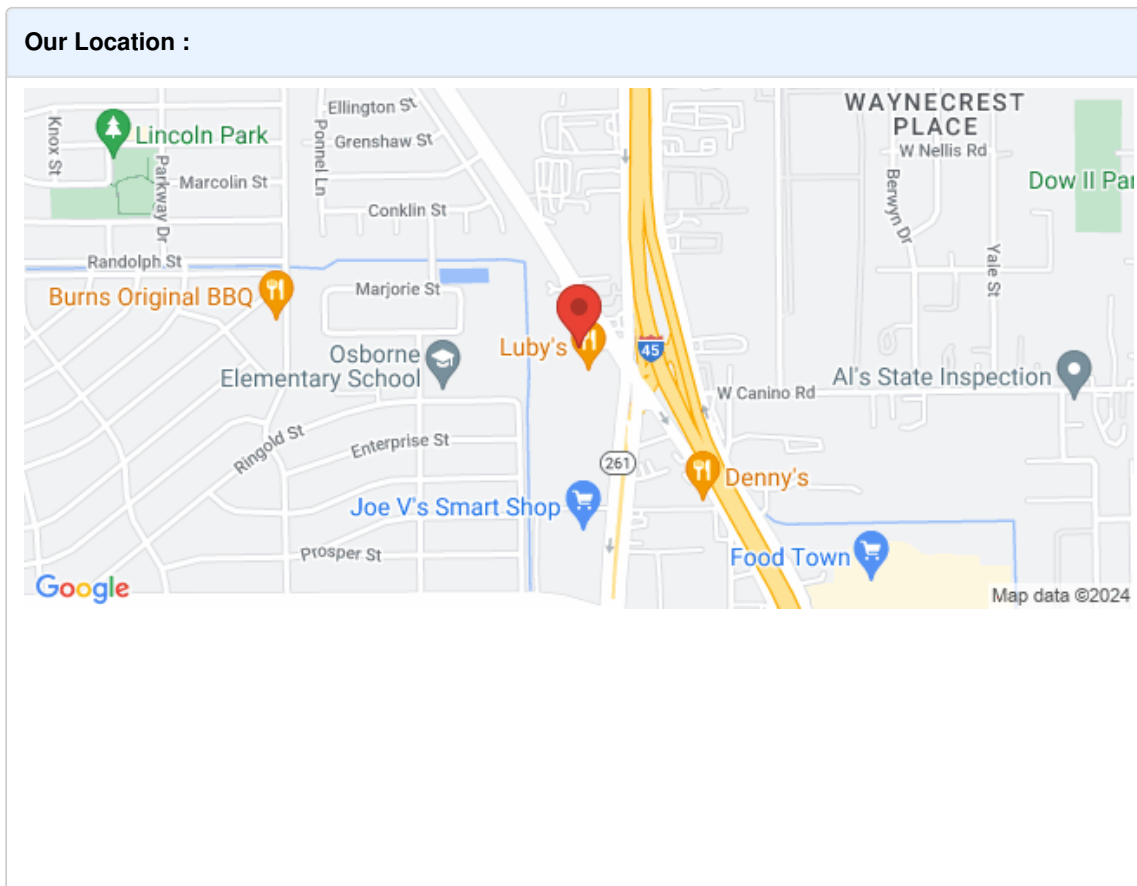 Our Location :
WAYNECREST
PLACE
Ellington St
Knox St
Lincoln Park
Ponnel Ln
Grenshaw St
W Nellis Rd
Parkway Dr
Marcolin St
Berwyn Dr
Dow II Par
Conklin St
Randolph St
Yale St
Burns Original BBQ
Marjorie St
Luby's
45
Osborne
Elementary School
Al's State Inspection
W Canino Rd
Ringold St
Enterprise St
261
Denny's
Joe V's Smart Shop
Prosper St
Food Town
Google
Map data ©2024